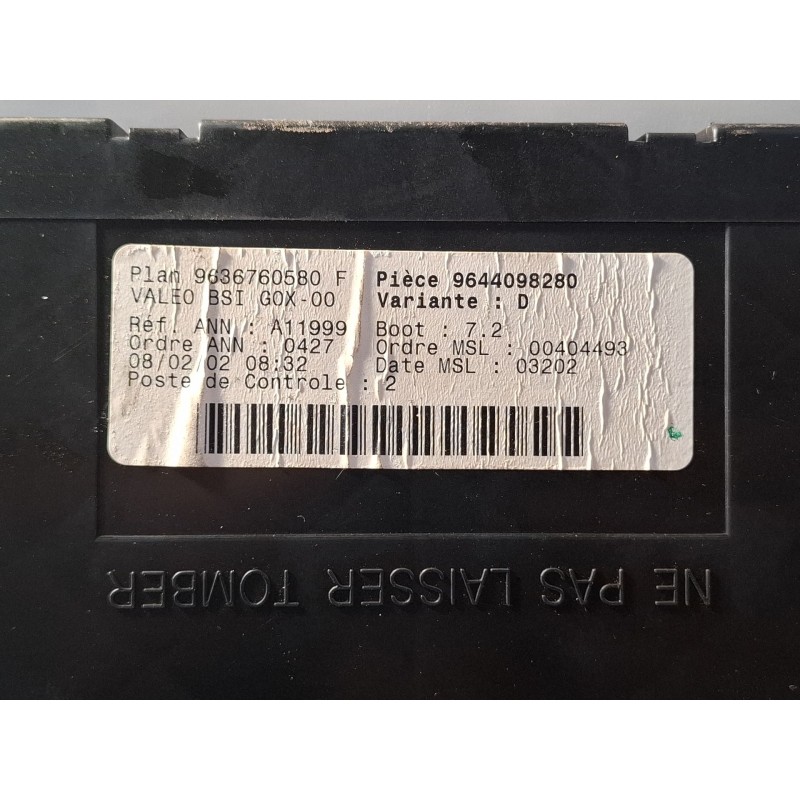 Plan 9636760580 F Pièce 9644098280
VALEO BSI G0X-00 Variante : D
Réf. ANN : A11999 Boot : 7.2
Ordre ANN : 0427 Ordre MSL : 00404493
08/02/02 08:32 Date MSL : 03202
Poste de Controle : 2
NE PAS LAISSER TOMBER